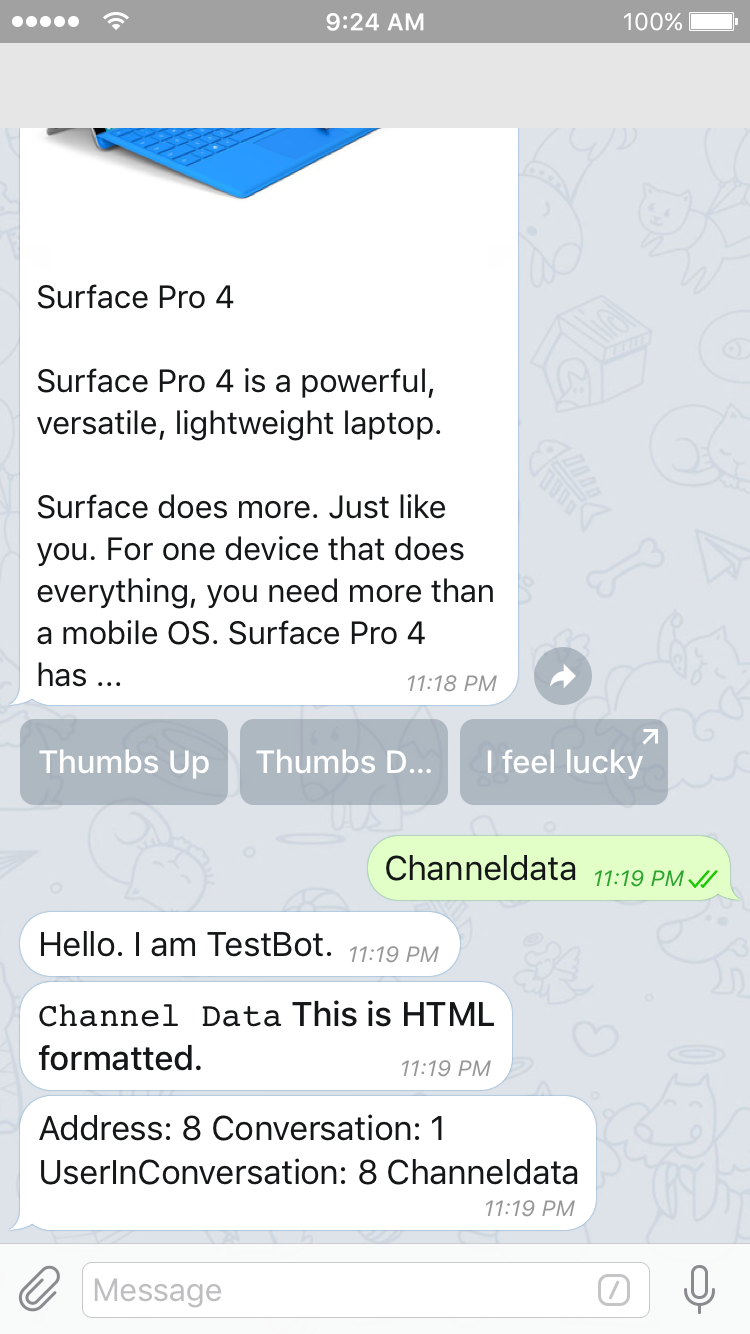 9:24 AM
100%
Surface Pro 4
Surface Pro 4 is a powerful,
versatile, lightweight laptop.
Surface does more. Just like
you. For one device that does
everything, you need more than
a mobile OS. Surface Pro 4
has ...
11:18 PM
Thumbs Up
Thumbs D...
I feel lucky
Channeldata 11:19 PM
Hello. I am TestBot. 11:19 PM
Channel Data This is HTML
formatted.
11:19 PM
Address: 8 Conversation: 1
UserInConversation: 8 Channeldata
11:19 PM
Message